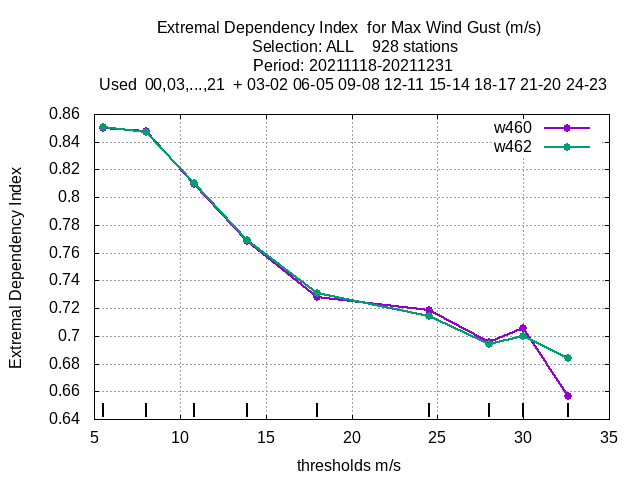 Extremal Dependency Index  for Max Wind Gust (m/s)
Selection: ALL    928 stations
Period: 20211118-20211231
Used  00,03,...,21  + 03-02 06-05 09-08 12-11 15-14 18-17 21-20 24-23
w460
w462
0.86
0.84
0.82
0.8
0.78
0.76
0.74
0.72
0.7
0.68
0.66
0.64
Extremal Dependency Index
5 10 15 20 25 30 35
thresholds m/s